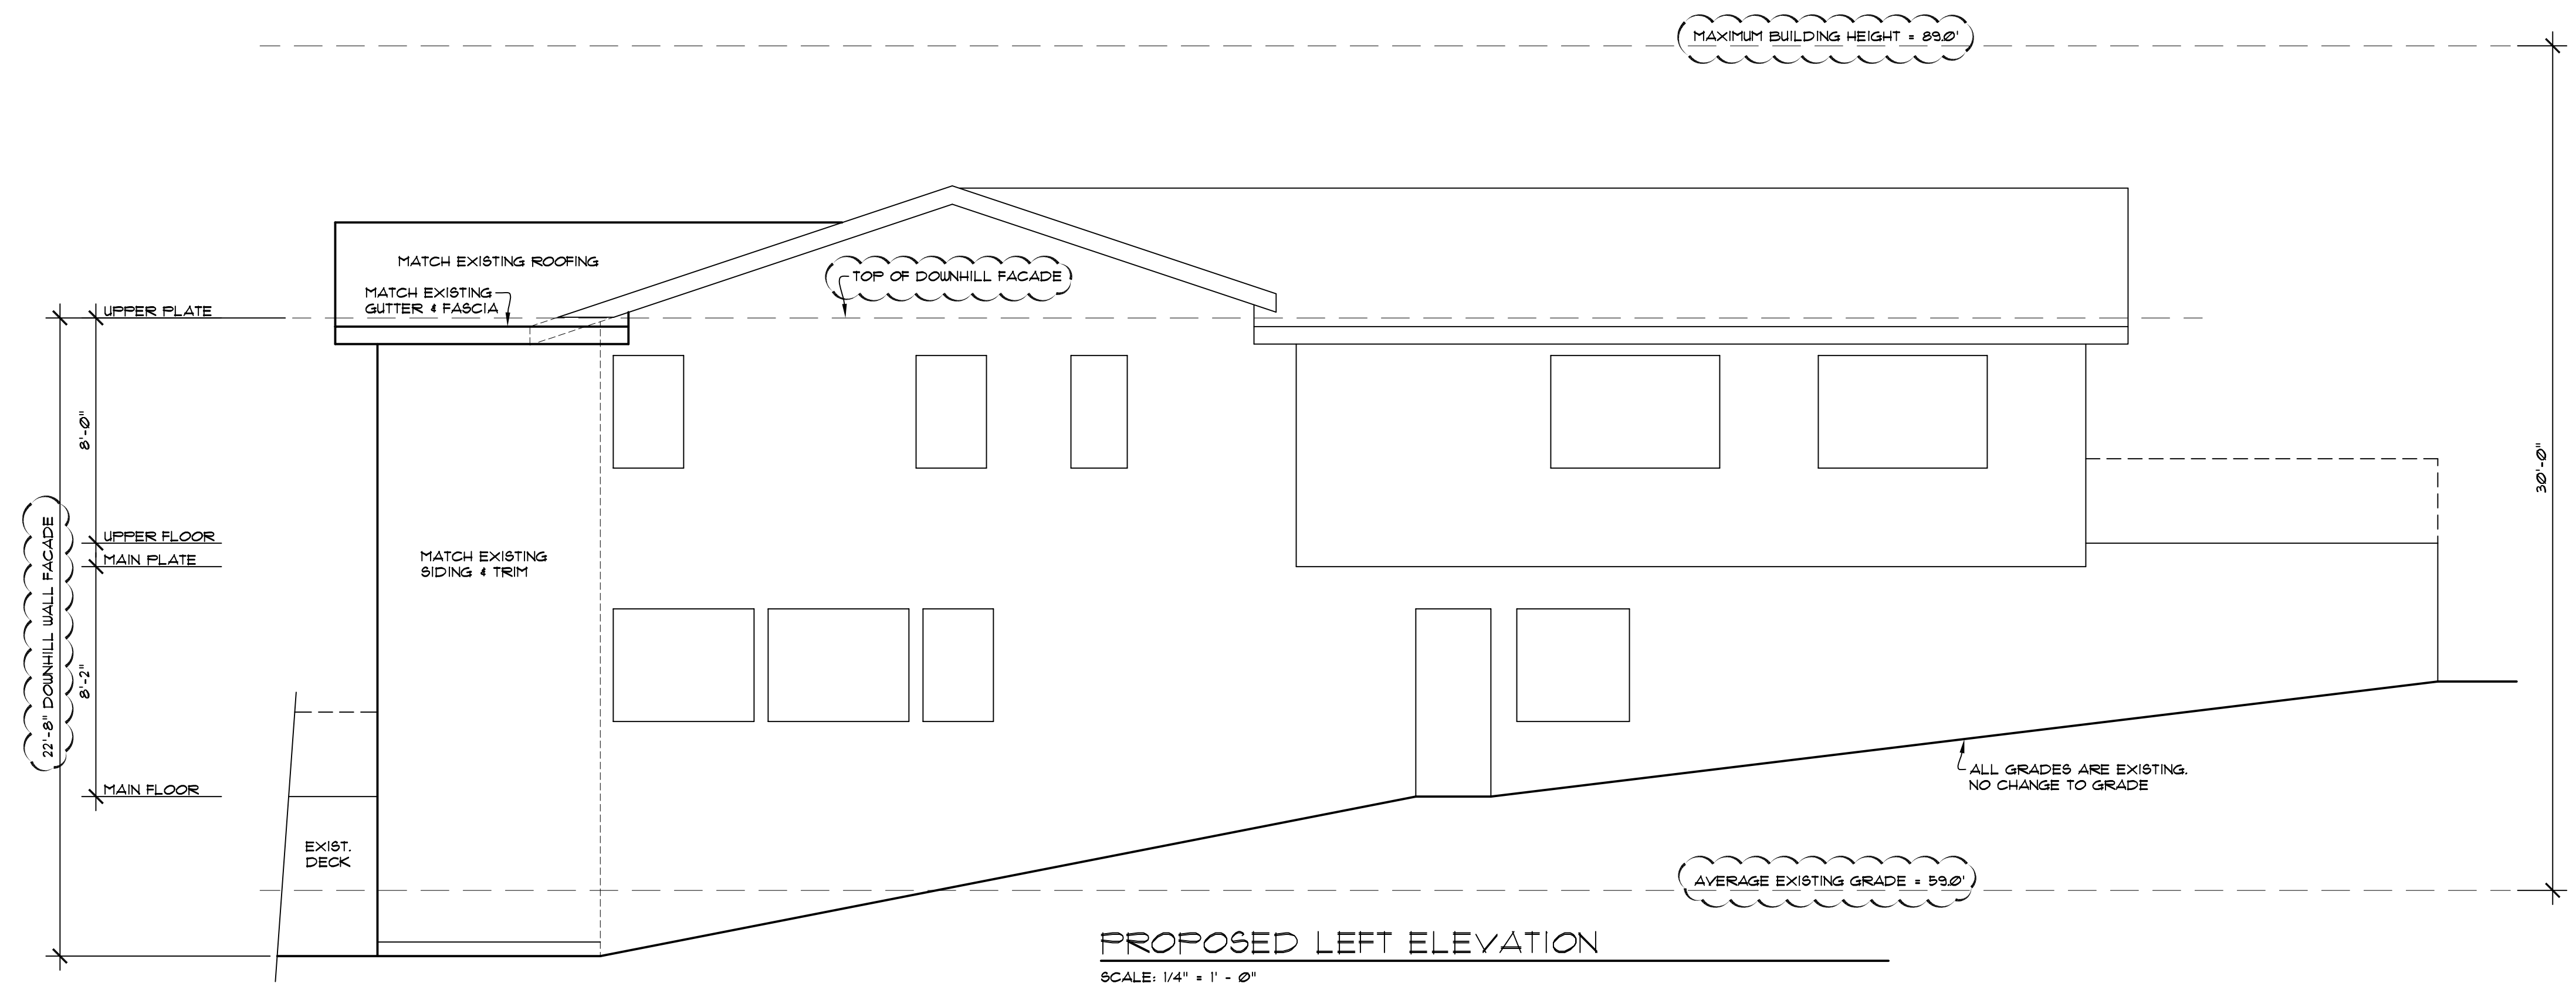 MAXIMUM BUILDING HEIGHT = 89.0'
MATCH EXISTING ROOFING
TOP OF DOWNHILL FACADE
MATCH EXISTING
GUTTER & FASCIA
UPPER PLATE
8'-0"
30'-0"
UPPER FLOOR
MAIN PLATE
MATCH EXISTING
SIDING & TRIM
22'-8" DOWNHILL WALL FACADE
8'-2"
MAIN FLOOR
ALL GRADES ARE EXISTING.
NO CHANGE TO GRADE
EXIST.
DECK
AVERAGE EXISTING GRADE = 59.0'
PROPOSED LEFT ELEVATION
SCALE: 1/4" = 1' - 0"